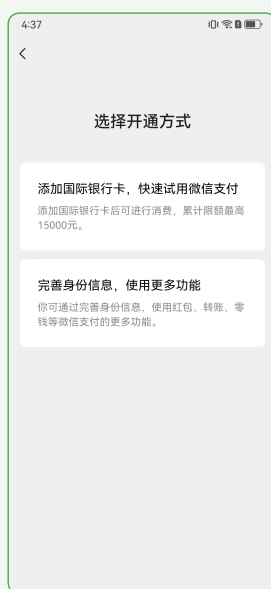 4:37
选择开通方式
添加国际银行卡，快速试用微信支付
添加国际银行卡后可进行消费，累计限额最高
15000元。
完善身份信息，使用更多功能
你可通过完善身份信息，使用红包、转账、零
钱等微信支付的更多功能。